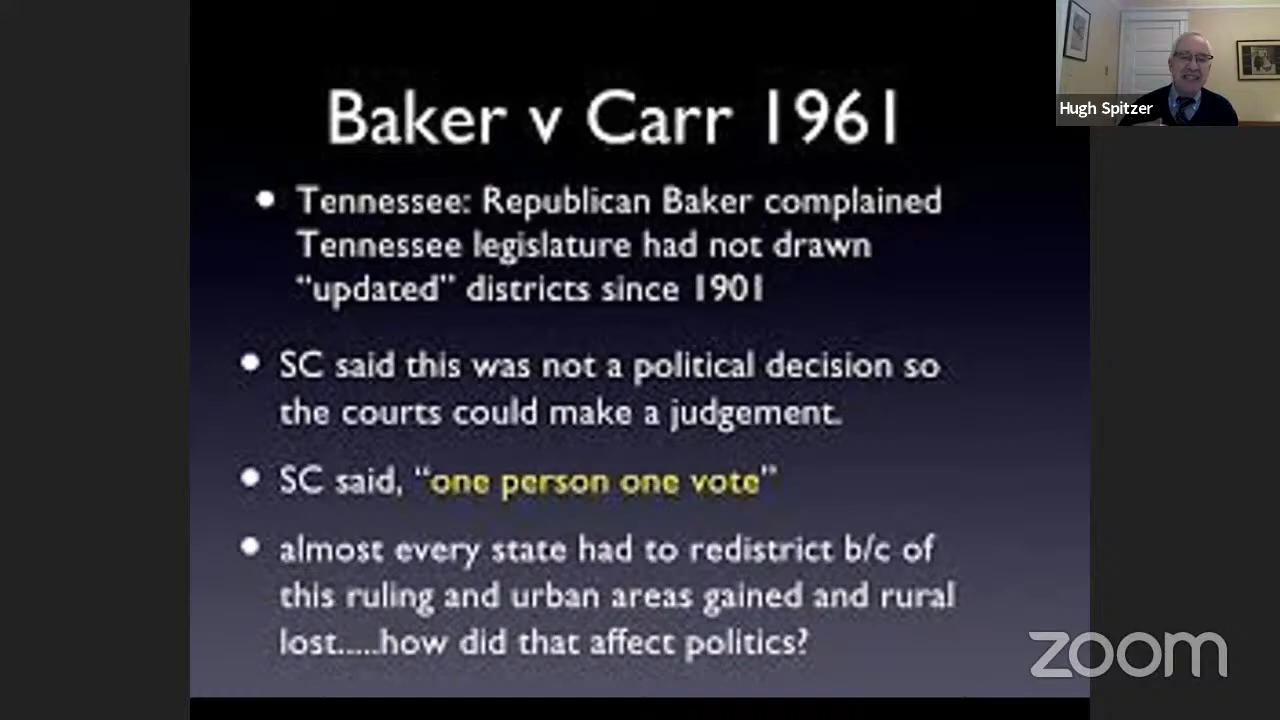 Baker v Carr 1961
Hugh Spitzer
• Tennessee: Republican Baker complained
Tennessee legislature had not drawn
“updated” districts since 1901
• SC said this was not a political decision so
the courts could make a judgement.
• SC said, “one person one vote”
• almost every state had to redistrict b/c of
this ruling and urban areas gained and rural
lost.....how did that affect politics?
zoom